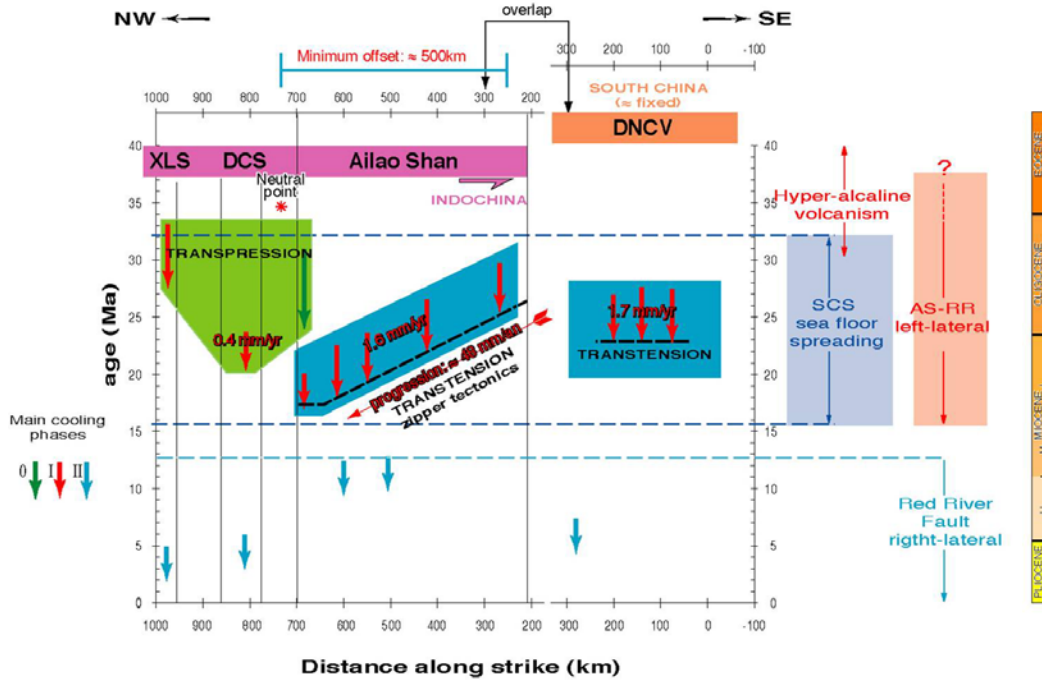 NW
SE
overlap
Minimum offset: ≈ 500km
300 200 100 0 -100
1000 900 800 700 600 500 400 300 200
SOUTH CHINA
(≈ fixed)
DNCV
XLS DCS Ailao Shan
Neutral
point
INDOCHINA
40
35
30
25
20
15
10
5
0
age (Ma)
TRANSPRESSION
0.4 mm/yr
1.6 mm/yr
progression: ≈ 48 mm/an
TRANSTENSION
zipper tectonics
1.7 mm/yr
TRANSTENSION
40
35
30
25
20
15
10
5
0
Hyper-alcaline
volcanism
?
SCS
sea floor
spreading
AS-RR
left-lateral
Red River
Fault
rigth-lateral
EOCENE
OLIGOCENE
MIOCENE
PLIOCENE
Main cooling
phases
0 I II
1000 900 800 700 600 500 400 300 200
300 200 100 0 -100
Distance along strike (km)